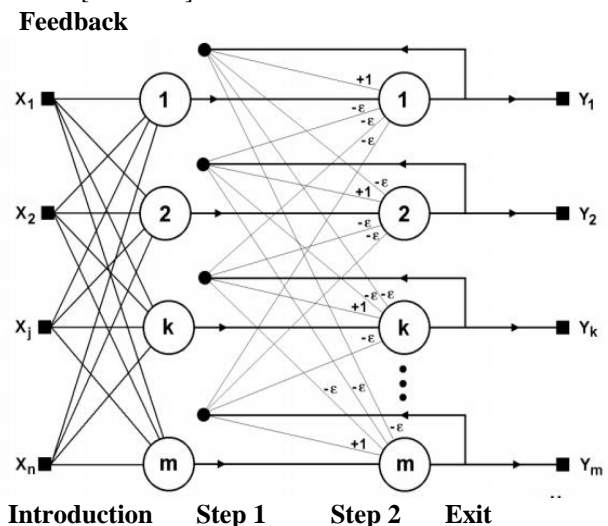 Feedback
X1 1 +1 1 Y1
-ε
-ε
-ε
-ε
X2 2 +1 2 Y2
-ε
-ε
-ε -ε
Xj k +1 k Yk
-ε
-ε -ε
-ε
Xn m +1 m Ym
Introduction Step 1 Step 2 Exit